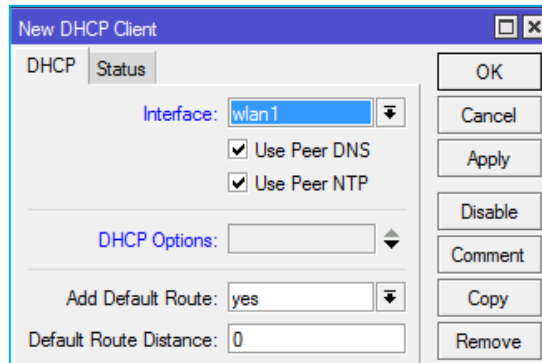 New DHCP Client
DHCP Status
OK
Interface: wlan1
Cancel
Use Peer DNS
Apply
Use Peer NTP
Disable
DHCP Options:
Comment
Add Default Route: yes
Copy
Default Route Distance: 0
Remove